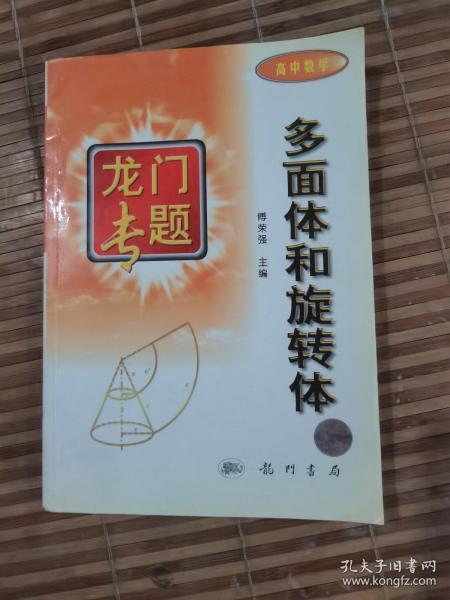 高中数学
龙门
专题
多面体和旋转体
傅荣强 主编
龍門書局
孔夫子旧书网
www.kongfz.com